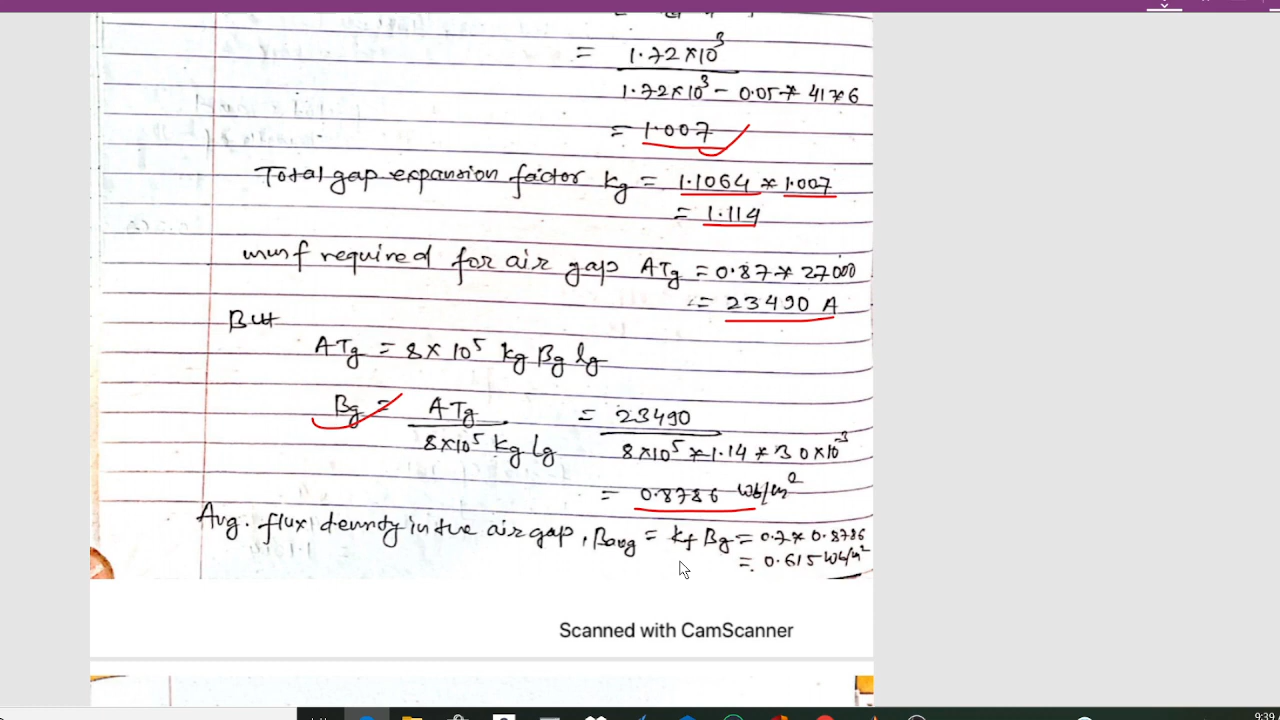 = 1.72×10³
1.72×10³ - 0.05 * 41*6
= 1.007
Total gap expansion factor Kg = 1.1064 * 1.007
= 1.114
mmf required for air gap ATg = 0.87 * 27000
= 23490 A
But
ATg = 8×10⁵ Kg Bg lg
Bg = ATg = 23490
8×10⁵ Kg lg 8×10⁵ * 1.14 * 30×10⁻³
= 0.8786 wb/m²
Avg. flux density in the air gap, Bavg = Kf Bg = 0.7 * 0.8786
= 0.615 wb/m²
Scanned with CamScanner
9:39